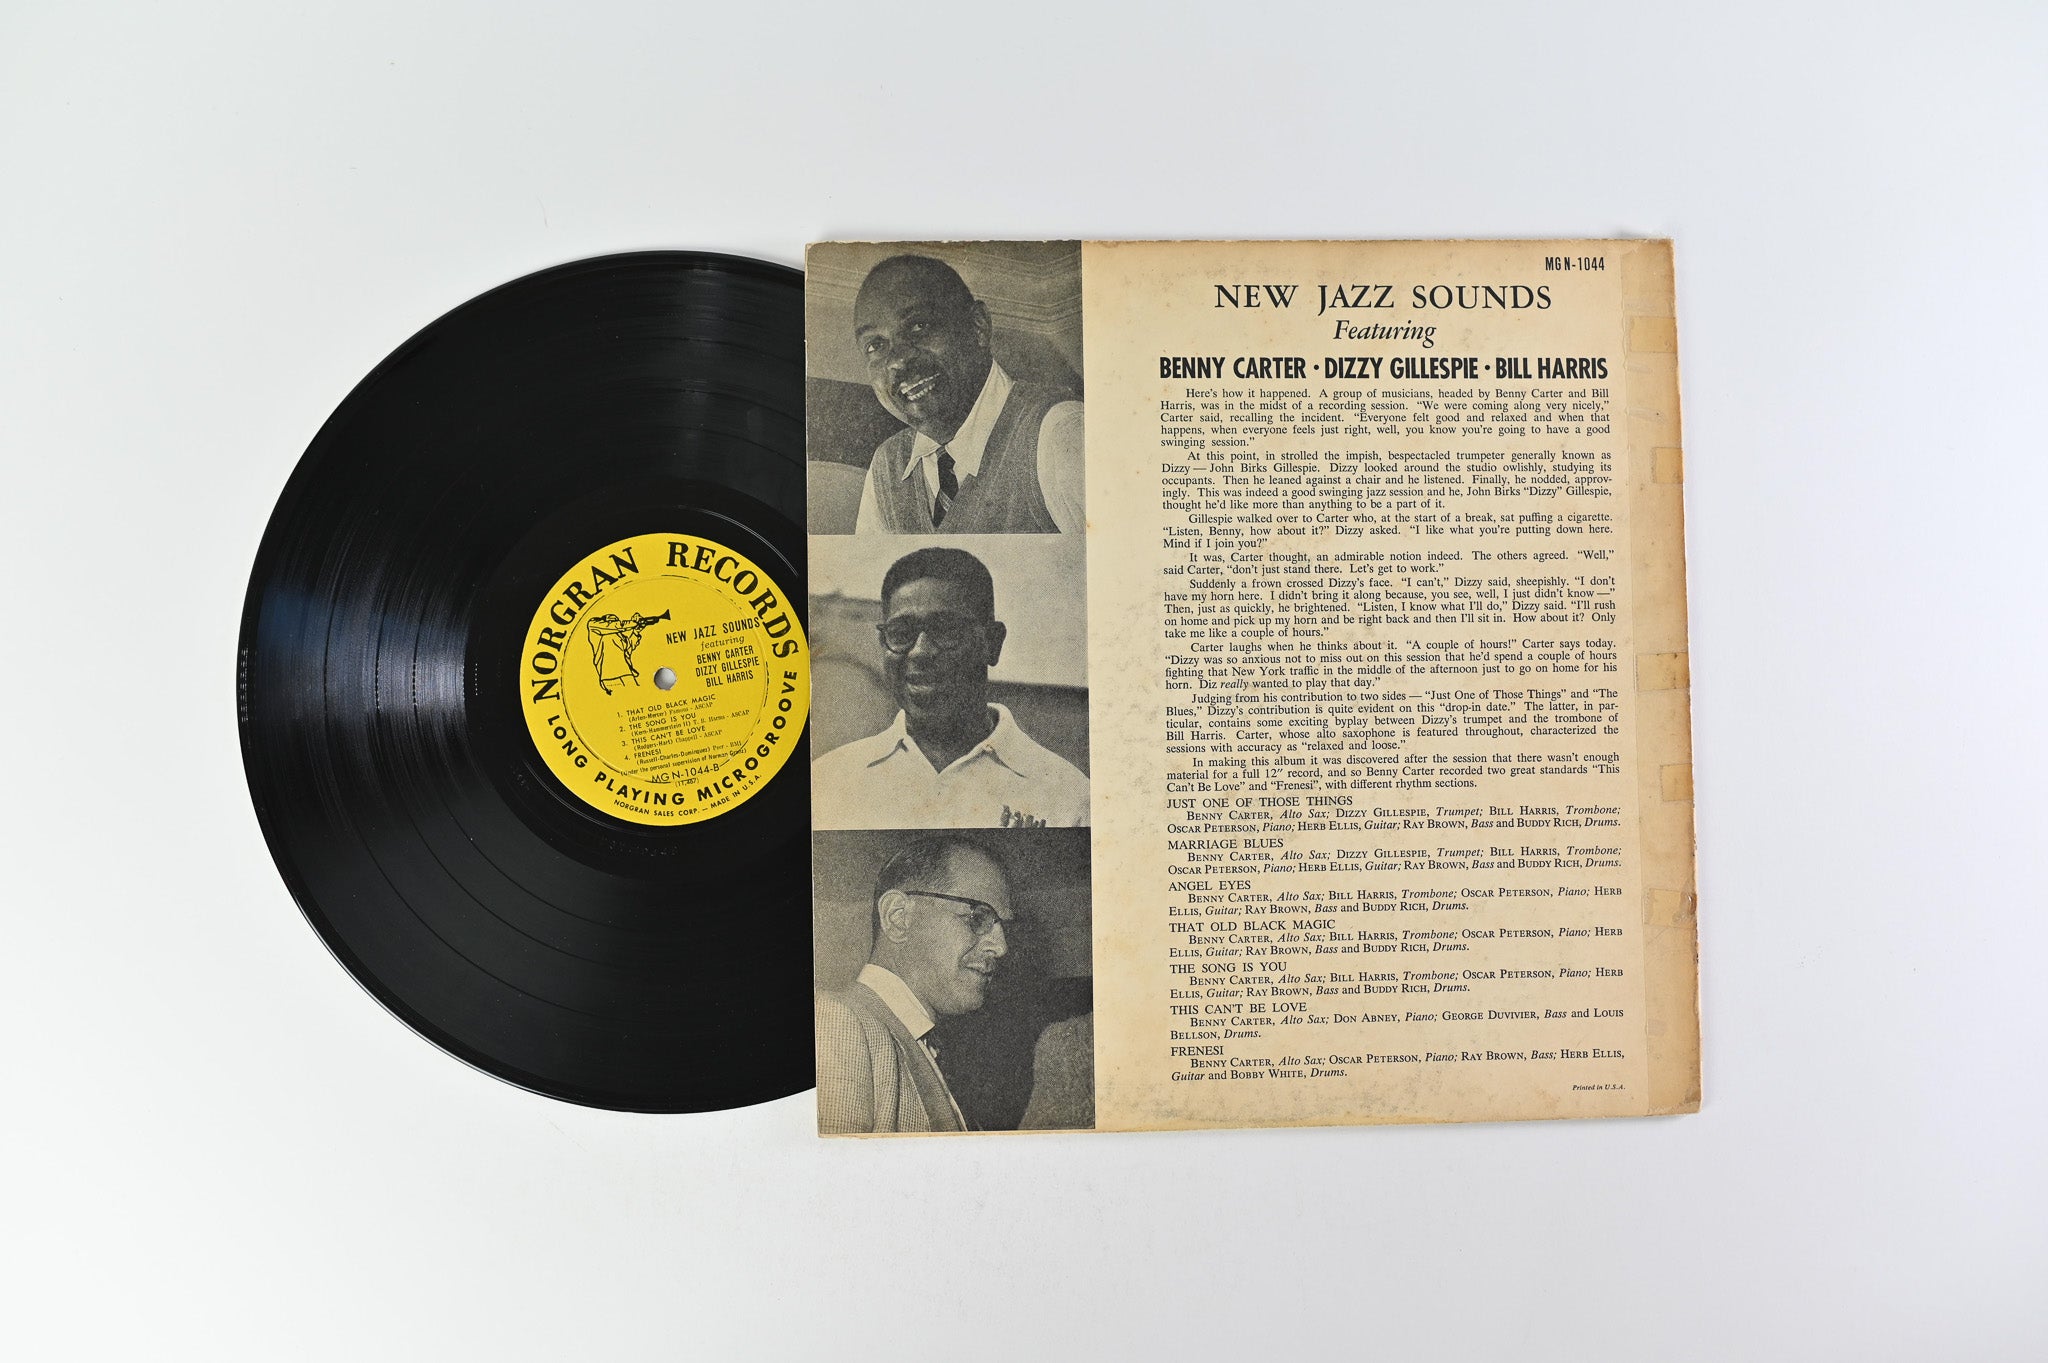 NORGRAN RECORDS
NEW JAZZ SOUNDS
featuring
BENNY CARTER
DIZZY GILLESPIE
BILL HARRIS
1. THAT OLD BLACK MAGIC
(Arlen-Mercer) Famous - ASCAP
2. THE SONG IS YOU
(Kern-Hammerstein II) T. B. Harms - ASCAP
3. THIS CAN'T BE LOVE
(Rodgers-Hart) Chappell - ASCAP
4. FRENESI
(Russell-Charles-Dominquez) Peer - BMI
(Under the personal supervision of Norman Granz)
MG N-1044-B
LONG PLAYING MICROGROOVE
NORGRAN SALES CORP. — MADE IN U.S.A.
MG N-1044
NEW JAZZ SOUNDS
Featuring
BENNY CARTER · DIZZY GILLESPIE · BILL HARRIS
Here's how it happened. A group of musicians, headed by Benny Carter and Bill
Harris, was in the midst of a recording session. “We were coming along very nicely,”
Carter said, recalling the incident. “Everyone felt good and relaxed and when that
happens, when everyone feels just right, well, you know you're going to have a good
swinging session.”
At this point, in strolled the impish, bespectacled trumpeter generally known as
Dizzy — John Birks Gillespie. Dizzy looked around the studio owlishly, studying its
occupants. Then he leaned against a chair and he listened. Finally, he nodded, approv-
ingly. This was indeed a good swinging jazz session and he, John Birks “Dizzy” Gillespie,
thought he'd like more than anything to be a part of it.
Gillespie walked over to Carter who, at the start of a break, sat puffing a cigarette.
“Listen, Benny, how about it?” Dizzy asked. “I like what you're putting down here.
Mind if I join you?”
It was, Carter thought, an admirable notion indeed. The others agreed. “Well,”
said Carter, “don't just stand there. Let's get to work.”
Suddenly a frown crossed Dizzy's face. “I can't,” Dizzy said, sheepishly. “I don't
have my horn here. I didn't bring it along because, you see, well, I just didn't know —”
Then, just as quickly, he brightened. “Listen, I know what I'll do,” Dizzy said. “I'll rush
on home and pick up my horn and be right back and then I'll sit in. How about it? Only
take me like a couple of hours.”
Carter laughs when he thinks about it. “A couple of hours!” Carter says today.
“Dizzy was so anxious not to miss out on this session that he'd spend a couple of hours
fighting that New York traffic in the middle of the afternoon just to go on home for his
horn. Diz really wanted to play that day.”
Judging from his contribution to two sides — “Just One of Those Things” and “The
Blues,” Dizzy's contribution is quite evident on this “drop-in date.” The latter, in par-
ticular, contains some exciting byplay between Dizzy's trumpet and the trombone of
Bill Harris. Carter, whose alto saxophone is featured throughout, characterized the
sessions with accuracy as “relaxed and loose.”
In making this album it was discovered after the session that there wasn't enough
material for a full 12″ record, and so Benny Carter recorded two great standards “This
Can't Be Love” and “Frenesi”, with different rhythm sections.
JUST ONE OF THOSE THINGS
BENNY CARTER, Alto Sax; DIZZY GILLESPIE, Trumpet; BILL HARRIS, Trombone;
OSCAR PETERSON, Piano; HERB ELLIS, Guitar; RAY BROWN, Bass and BUDDY RICH, Drums.
MARRIAGE BLUES
BENNY CARTER, Alto Sax; DIZZY GILLESPIE, Trumpet; BILL HARRIS, Trombone;
OSCAR PETERSON, Piano; HERB ELLIS, Guitar; RAY BROWN, Bass and BUDDY RICH, Drums.
ANGEL EYES
BENNY CARTER, Alto Sax; BILL HARRIS, Trombone; OSCAR PETERSON, Piano; HERB
ELLIS, Guitar; RAY BROWN, Bass and BUDDY RICH, Drums.
THAT OLD BLACK MAGIC
BENNY CARTER, Alto Sax; BILL HARRIS, Trombone; OSCAR PETERSON, Piano; HERB
ELLIS, Guitar; RAY BROWN, Bass and BUDDY RICH, Drums.
THE SONG IS YOU
BENNY CARTER, Alto Sax; BILL HARRIS, Trombone; OSCAR PETERSON, Piano; HERB
ELLIS, Guitar; RAY BROWN, Bass and BUDDY RICH, Drums.
THIS CAN'T BE LOVE
BENNY CARTER, Alto Sax; DON ABNEY, Piano; GEORGE DUVIVIER, Bass and LOUIS
BELLSON, Drums.
FRENESI
BENNY CARTER, Alto Sax; OSCAR PETERSON, Piano; RAY BROWN, Bass; HERB ELLIS,
Guitar and BOBBY WHITE, Drums.
Printed in U.S.A.